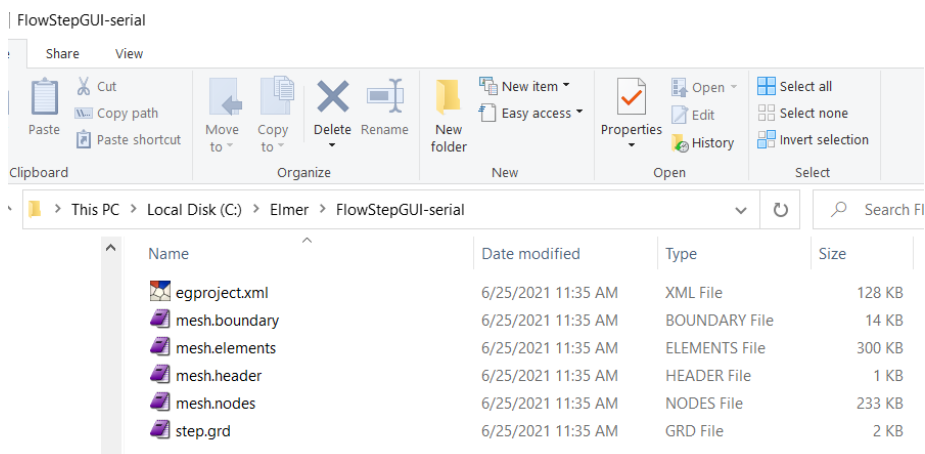 FlowStepGUI-serial
Share View
Cut
Copy path
Paste shortcut
Paste
Clipboard
Move to
Copy to
Delete
Rename
Organize
New folder
New item
Easy access
New
Properties
Open
Edit
History
Open
Select all
Select none
Invert selection
Select
This PC > Local Disk (C:) > Elmer > FlowStepGUI-serial
Search Fl
Name Date modified Type Size
egproject.xml 6/25/2021 11:35 AM XML File 128 KB
mesh.boundary 6/25/2021 11:35 AM BOUNDARY File 14 KB
mesh.elements 6/25/2021 11:35 AM ELEMENTS File 300 KB
mesh.header 6/25/2021 11:35 AM HEADER File 1 KB
mesh.nodes 6/25/2021 11:35 AM NODES File 233 KB
step.grd 6/25/2021 11:35 AM GRD File 2 KB